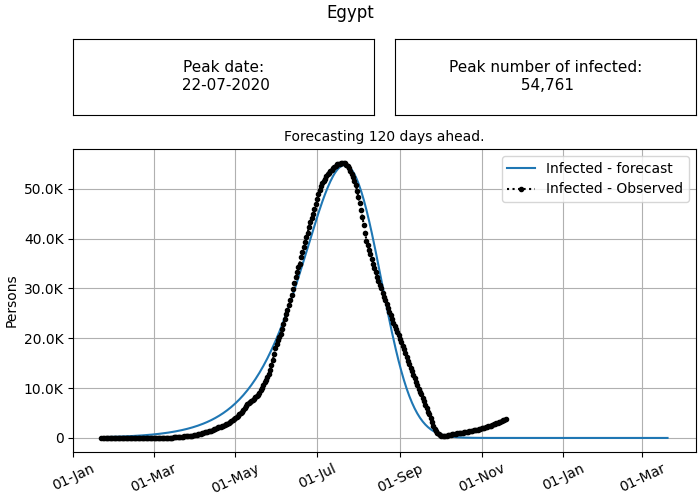 Egypt
Peak date:
22-07-2020
Peak number of infected:
54,761
Forecasting 120 days ahead.
Infected - forecast
Infected - Observed
50.0K
40.0K
30.0K
20.0K
10.0K
0
Persons
01-Jan
01-Mar
01-May
01-Jul
01-Sep
01-Nov
01-Jan
01-Mar